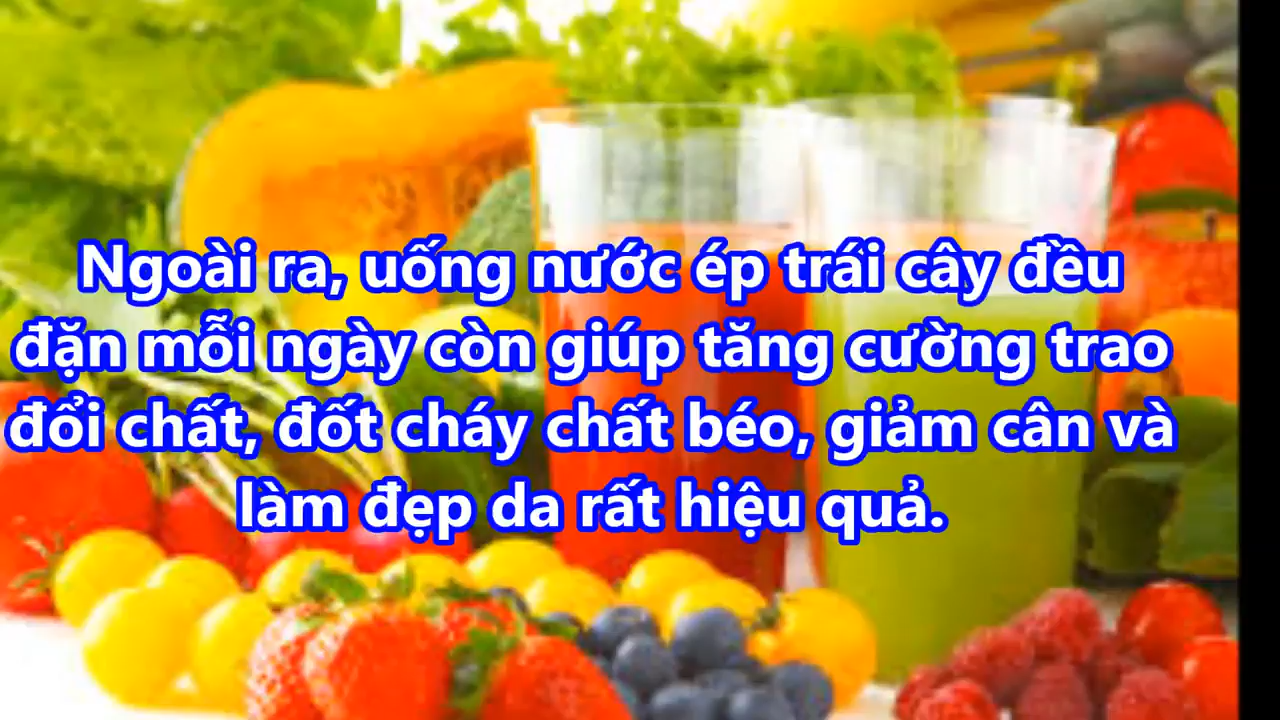 Ngoài ra, uống nước ép trái cây đều
đặn mỗi ngày còn giúp tăng cường trao
đổi chất, đốt cháy chất béo, giảm cân và
làm đẹp da rất hiệu quả.